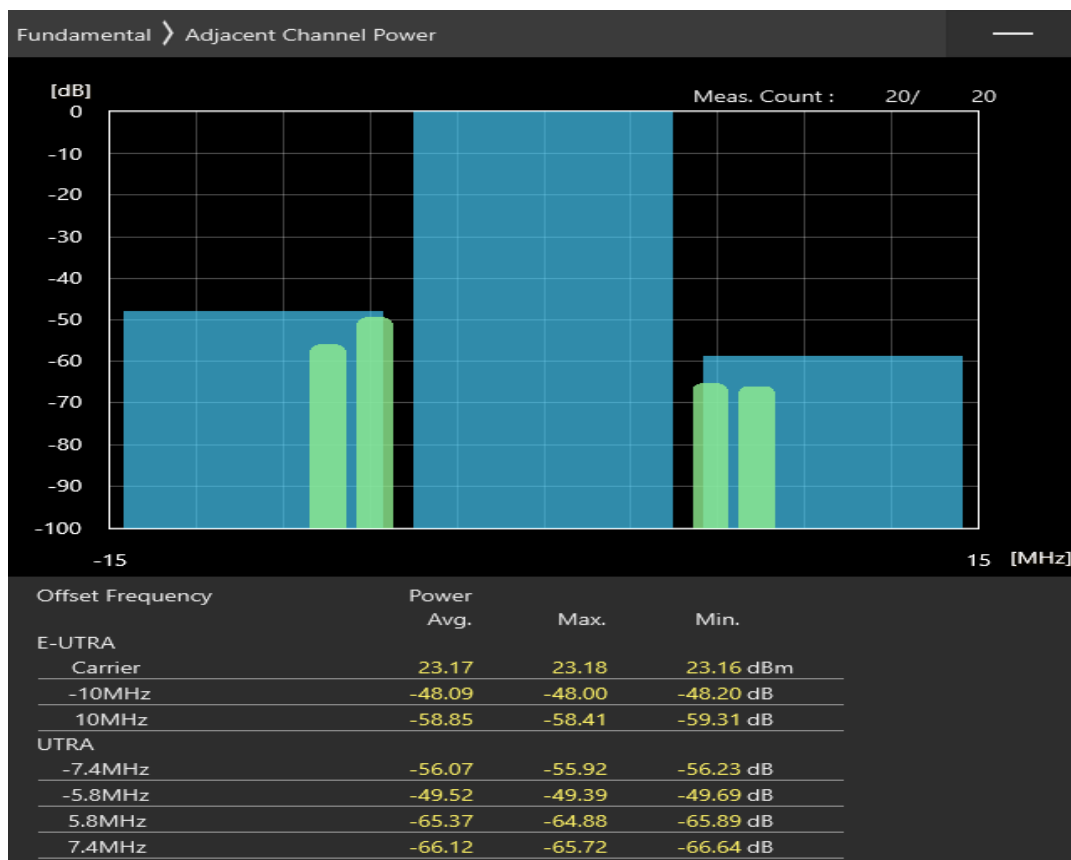 Fundamental 〉 Adjacent Channel Power
[dB]
Meas. Count : 20/ 20
0
-10
-20
-30
-40
-50
-60
-70
-80
-90
-100
-15 15 [MHz]
Offset Frequency Power
Avg. Max. Min.
E-UTRA
Carrier 23.17 23.18 23.16 dBm
-10MHz -48.09 -48.00 -48.20 dB
10MHz -58.85 -58.41 -59.31 dB
UTRA
-7.4MHz -56.07 -55.92 -56.23 dB
-5.8MHz -49.52 -49.39 -49.69 dB
5.8MHz -65.37 -64.88 -65.89 dB
7.4MHz -66.12 -65.72 -66.64 dB